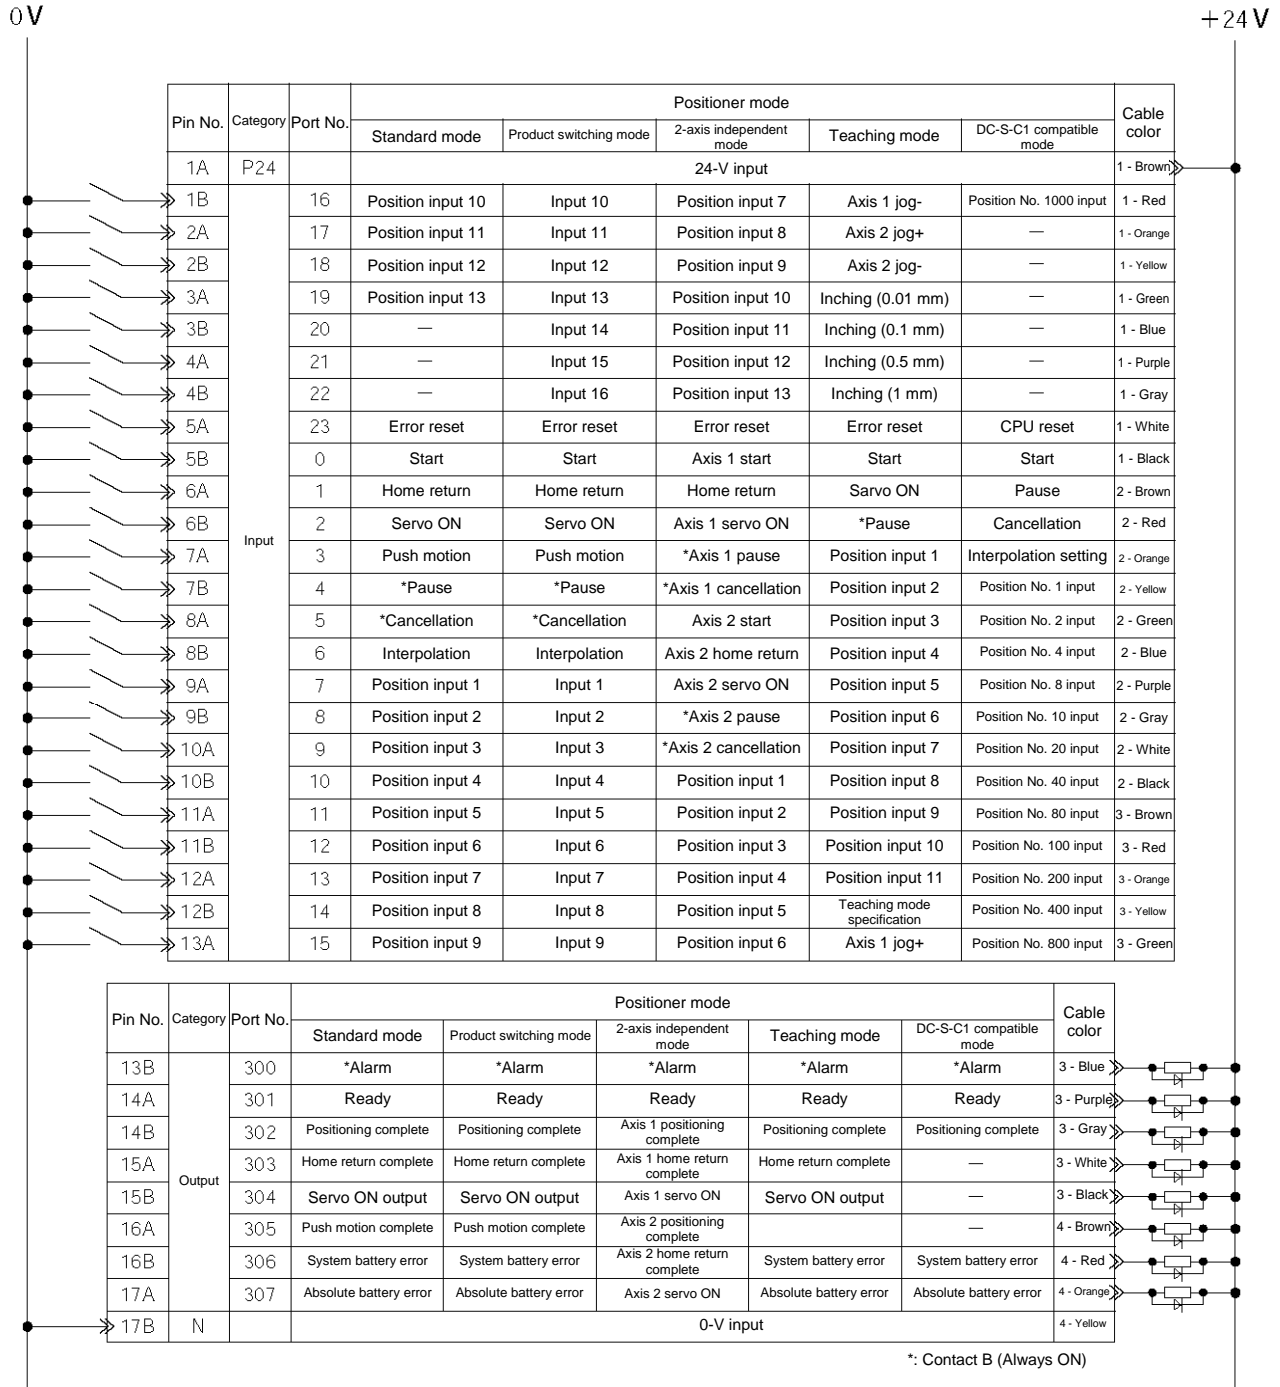 0V +24V
Pin No. Category Port No. Positioner mode Cable color
Standard mode Product switching mode 2-axis independent mode Teaching mode DC-S-C1 compatible mode
1A P24 24-V input 1 - Brown
1B Input 16 Position input 10 Input 10 Position input 7 Axis 1 jog- Position No. 1000 input 1 - Red
2A 17 Position input 11 Input 11 Position input 8 Axis 2 jog+ — 1 - Orange
2B 18 Position input 12 Input 12 Position input 9 Axis 2 jog- — 1 - Yellow
3A 19 Position input 13 Input 13 Position input 10 Inching (0.01 mm) — 1 - Green
3B 20 — Input 14 Position input 11 Inching (0.1 mm) — 1 - Blue
4A 21 — Input 15 Position input 12 Inching (0.5 mm) — 1 - Purple
4B 22 — Input 16 Position input 13 Inching (1 mm) — 1 - Gray
5A 23 Error reset Error reset Error reset Error reset CPU reset 1 - White
5B 0 Start Start Axis 1 start Start Start 1 - Black
6A 1 Home return Home return Home return Sarvo ON Pause 2 - Brown
6B 2 Servo ON Servo ON Axis 1 servo ON *Pause Cancellation 2 - Red
7A 3 Push motion Push motion *Axis 1 pause Position input 1 Interpolation setting 2 - Orange
7B 4 *Pause *Pause *Axis 1 cancellation Position input 2 Position No. 1 input 2 - Yellow
8A 5 *Cancellation *Cancellation Axis 2 start Position input 3 Position No. 2 input 2 - Green
8B 6 Interpolation Interpolation Axis 2 home return Position input 4 Position No. 4 input 2 - Blue
9A 7 Position input 1 Input 1 Axis 2 servo ON Position input 5 Position No. 8 input 2 - Purple
9B 8 Position input 2 Input 2 *Axis 2 pause Position input 6 Position No. 10 input 2 - Gray
10A 9 Position input 3 Input 3 *Axis 2 cancellation Position input 7 Position No. 20 input 2 - White
10B 10 Position input 4 Input 4 Position input 1 Position input 8 Position No. 40 input 2 - Black
11A 11 Position input 5 Input 5 Position input 2 Position input 9 Position No. 80 input 3 - Brown
11B 12 Position input 6 Input 6 Position input 3 Position input 10 Position No. 100 input 3 - Red
12A 13 Position input 7 Input 7 Position input 4 Position input 11 Position No. 200 input 3 - Orange
12B 14 Position input 8 Input 8 Position input 5 Teaching mode specification Position No. 400 input 3 - Yellow
13A 15 Position input 9 Input 9 Position input 6 Axis 1 jog+ Position No. 800 input 3 - Green
Pin No. Category Port No. Positioner mode Cable color
Standard mode Product switching mode 2-axis independent mode Teaching mode DC-S-C1 compatible mode
13B Output 300 *Alarm *Alarm *Alarm *Alarm *Alarm 3 - Blue
14A 301 Ready Ready Ready Ready Ready 3 - Purple
14B 302 Positioning complete Positioning complete Axis 1 positioning complete Positioning complete Positioning complete 3 - Gray
15A 303 Home return complete Home return complete Axis 1 home return complete Home return complete — 3 - White
15B 304 Servo ON output Servo ON output Axis 1 servo ON Servo ON output — 3 - Black
16A 305 Push motion complete Push motion complete Axis 2 positioning complete — 4 - Brown
16B 306 System battery error System battery error Axis 2 home return complete System battery error System battery error 4 - Red
17A 307 Absolute battery error Absolute battery error Axis 2 servo ON Absolute battery error Absolute battery error 4 - Orange
17B N 0-V input 4 - Yellow
*: Contact B (Always ON)